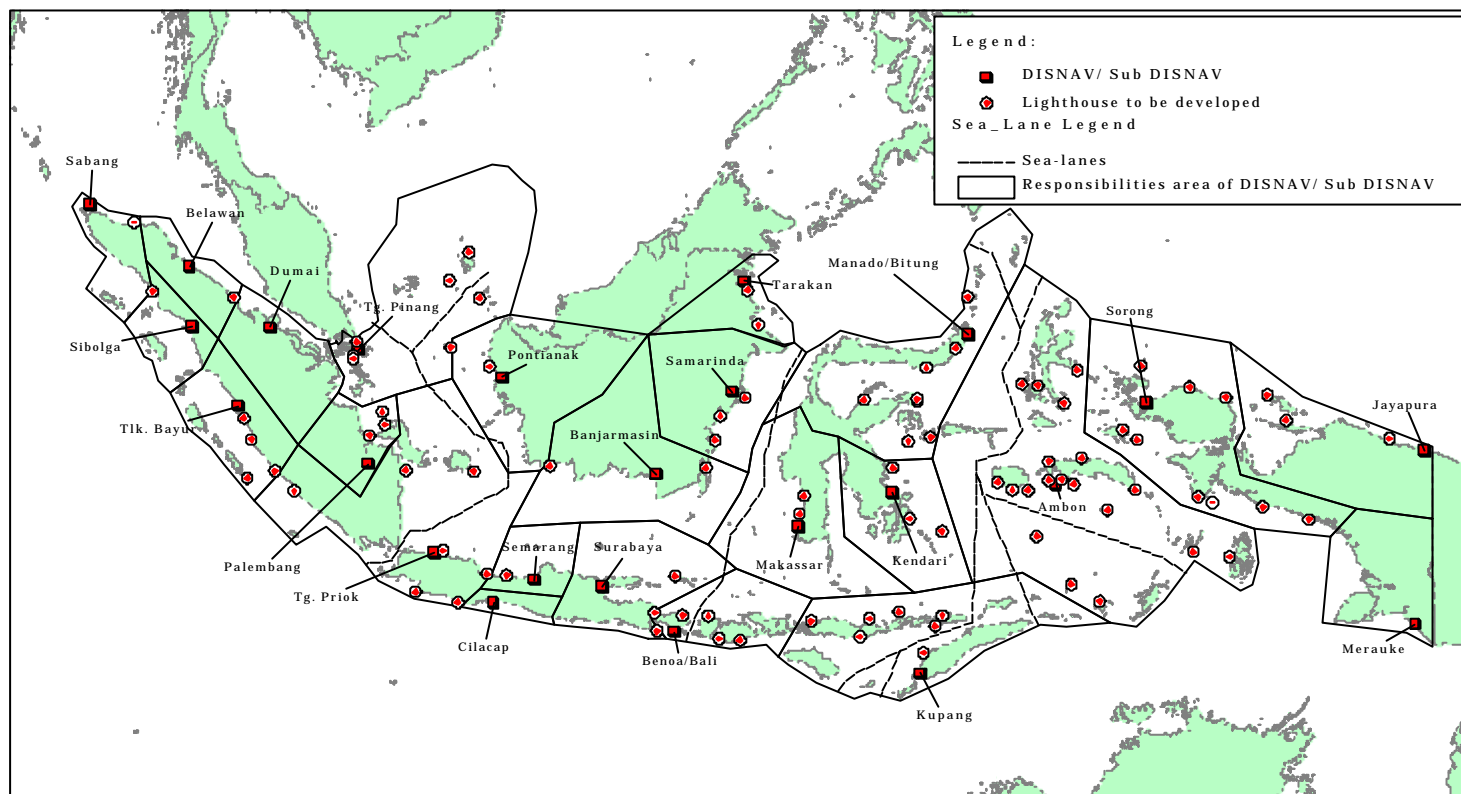 Legend:
DISNAV/ Sub DISNAV
Lighthouse to be developed
Sea_Lane Legend
Sea-lanes
Responsibilities area of DISNAV/ Sub DISNAV
Sabang
Belawan
Dumai
Tg. Pinang
Manado/Bitung
Tarakan
Sorong
Sibolga
Pontianak
Samarinda
Tlk. Bayur
Banjarmasin
Jayapura
Ambon
Palembang
Semarang
Surabaya
Makassar
Kendari
Tg. Priok
Cilacap
Benoa/Bali
Merauke
Kupang